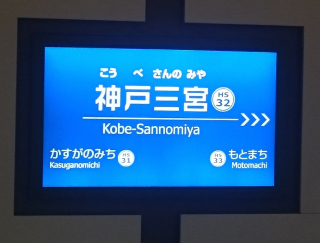 こうべさんのみや
神戸三宮 HS 32
Kobe-Sannomiya
>>>
かすがのみち HS 31 HS 33 もとまち
Kasuganomichi Motomachi